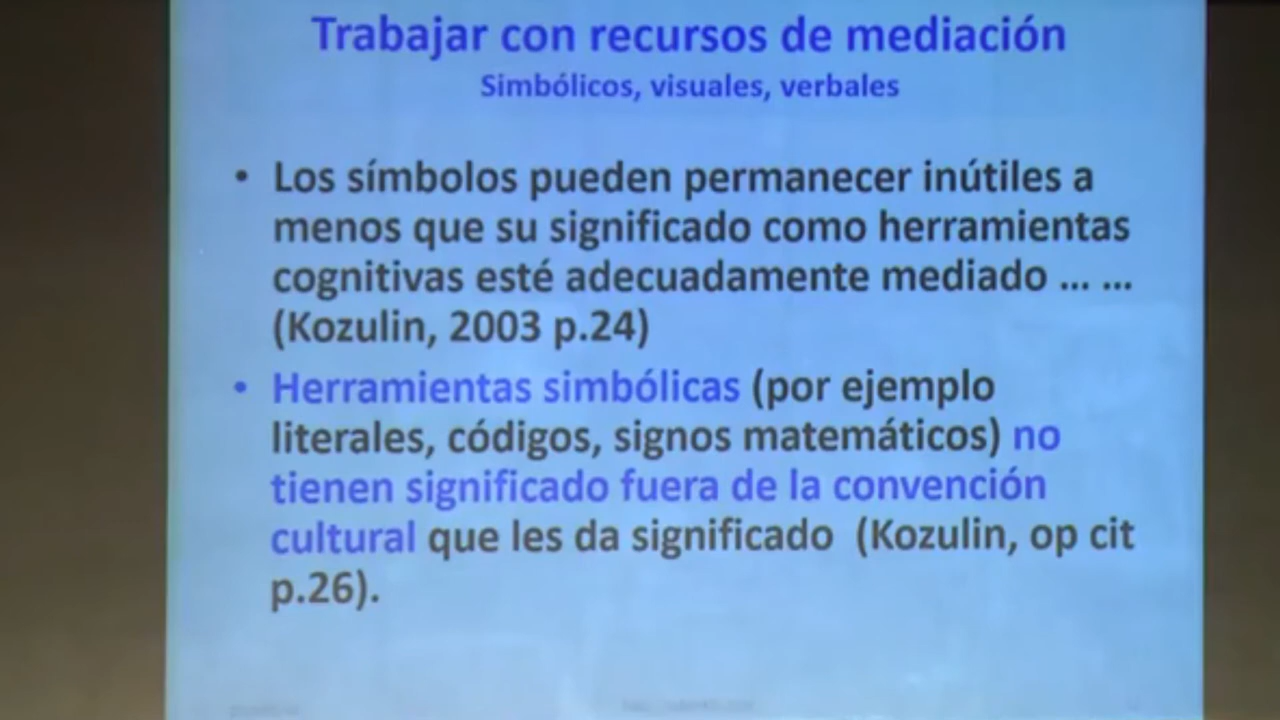 Trabajar con recursos de mediación
Simbólicos, visuales, verbales
• Los símbolos pueden permanecer inútiles a
menos que su significado como herramientas
cognitivas esté adecuadamente mediado ... ...
(Kozulin, 2003 p.24)
• Herramientas simbólicas (por ejemplo
literales, códigos, signos matemáticos) no
tienen significado fuera de la convención
cultural que les da significado (Kozulin, op cit
p.26).